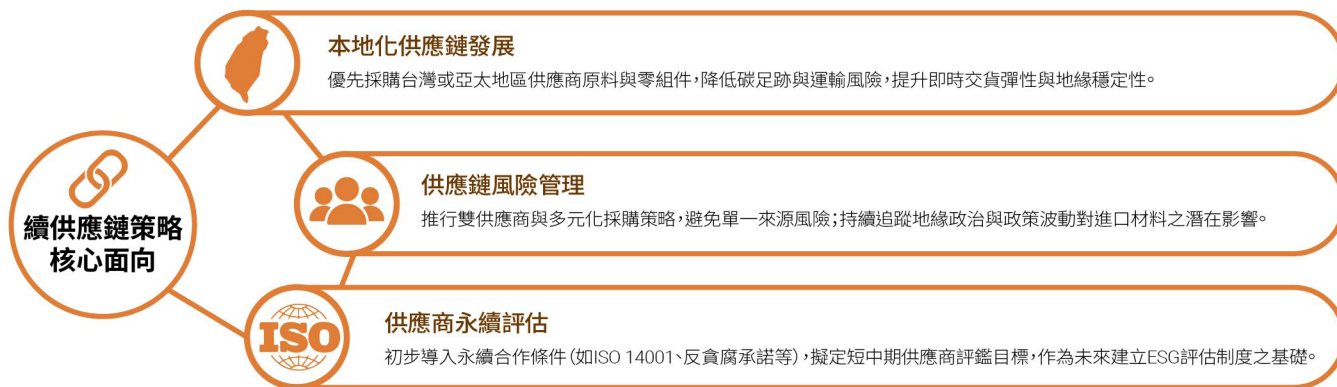 本地化供應鏈發展
優先採購台灣或亞太地區供應商原料與零組件,降低碳足跡與運輸風險,提升即時交貨彈性與地緣穩定性。
供應鏈風險管理
推行雙供應商與多元化採購策略,避免單一來源風險;持續追蹤地緣政治與政策波動對進口材料之潛在影響。
續供應鏈策略
核心面向
ISO
供應商永續評估
初步導入永續合作條件(如ISO 14001、反貪腐承諾等),擬定短中期供應商評鑑目標,作為未來建立ESG評估制度之基礎。